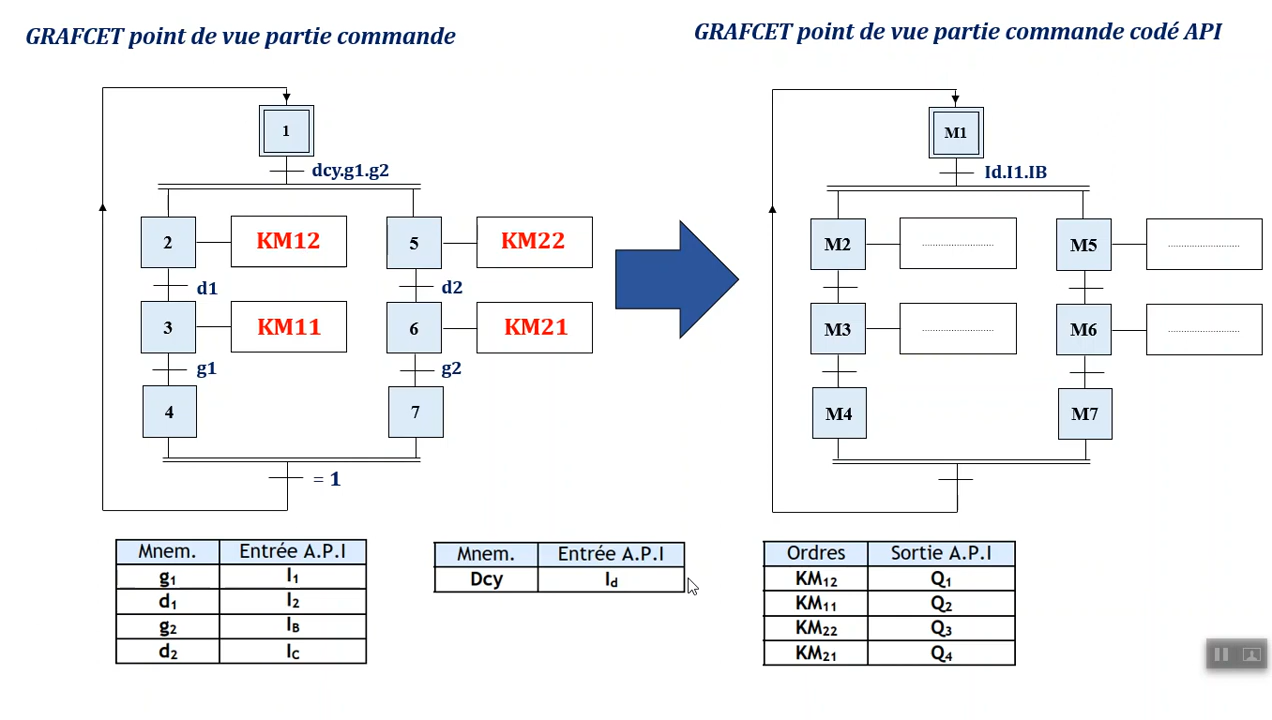 GRAFCET point de vue partie commande
GRAFCET point de vue partie commande codé API
1
dcy.g1.g2
2
KM12
5
KM22
d1
d2
3
KM11
6
KM21
g1
g2
4
7
= 1
M1
Id.I1.IB
M2
........................
M5
........................
M3
........................
M6
........................
M4
M7
Mnem. Entrée A.P.I
g₁ I₁
d₁ I₂
g₂ I_B
d₂ I_C
Mnem. Entrée A.P.I
Dcy I_d
Ordres Sortie A.P.I
KM₁₂ Q₁
KM₁₁ Q₂
KM₂₂ Q₃
KM₂₁ Q₄